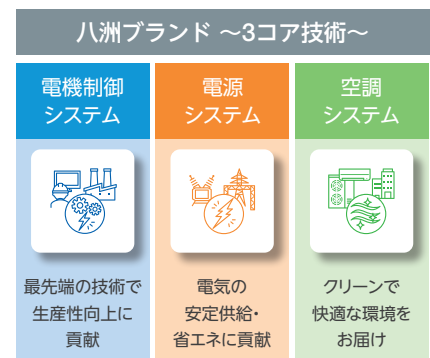 八洲ブランド ～3コア技術～
電機制御
システム
最先端の技術で
生産性向上に
貢献
電源
システム
電気の
安定供給・
省エネに貢献
空調
システム
クリーンで
快適な環境を
お届け